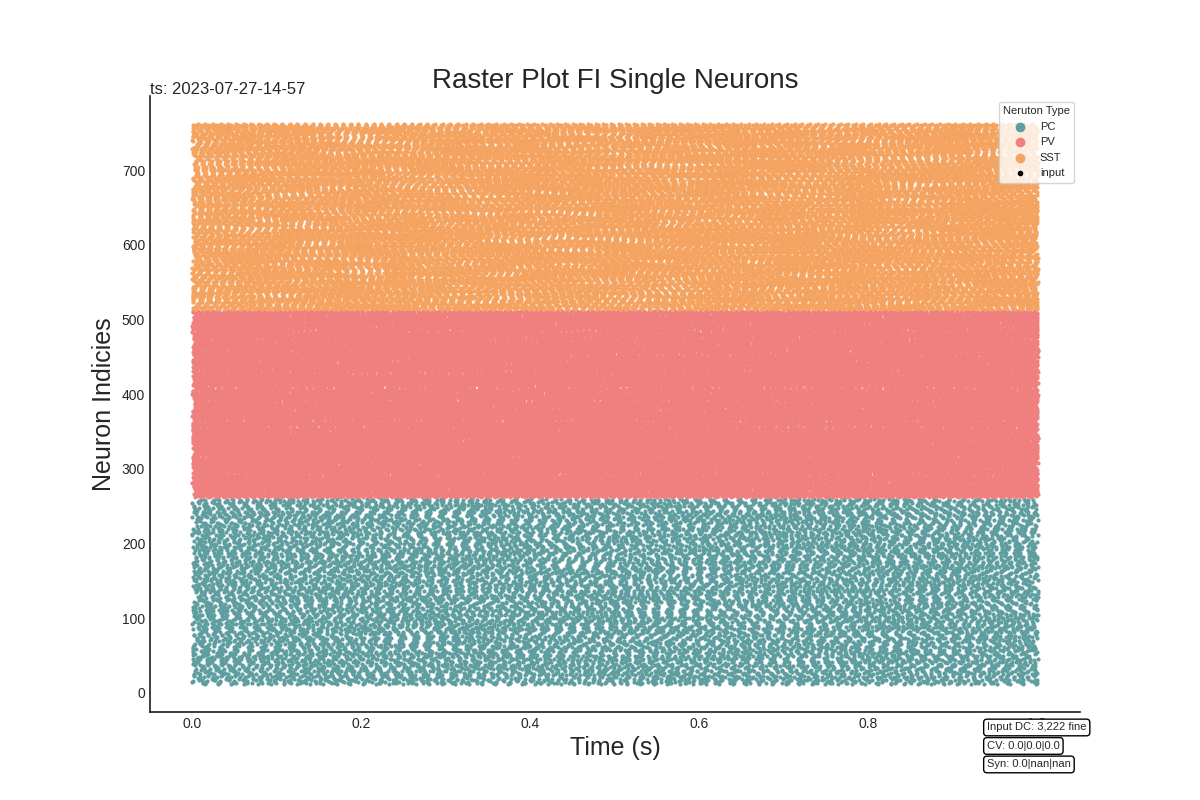 Raster Plot FI Single Neurons
ts: 2023-07-27-14-57
Neruton Type
PC
PV
SST
input
Neuron Indicies
700
600
500
400
300
200
100
0
0.0 0.2 0.4 0.6 0.8
Time (s)
Input DC: 3,222 fine
CV: 0.0|0.0|0.0
Syn: 0.0|nan|nan